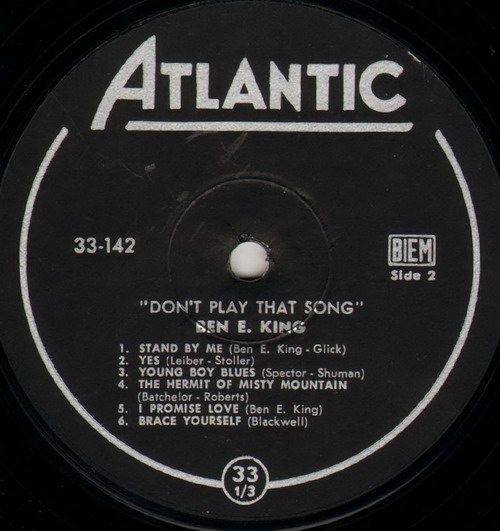 ATLANTIC
33-142
BIEM
Side 2
"DON'T PLAY THAT SONG"
BEN E. KING
1. STAND BY ME (Ben E. King - Glick)
2. YES (Leiber - Stoller)
3. YOUNG BOY BLUES (Spector - Shuman)
4. THE HERMIT OF MISTY MOUNTAIN
(Batchelor - Roberts)
5. I PROMISE LOVE (Ben E. King)
6. BRACE YOURSELF (Blackwell)
33
1/3